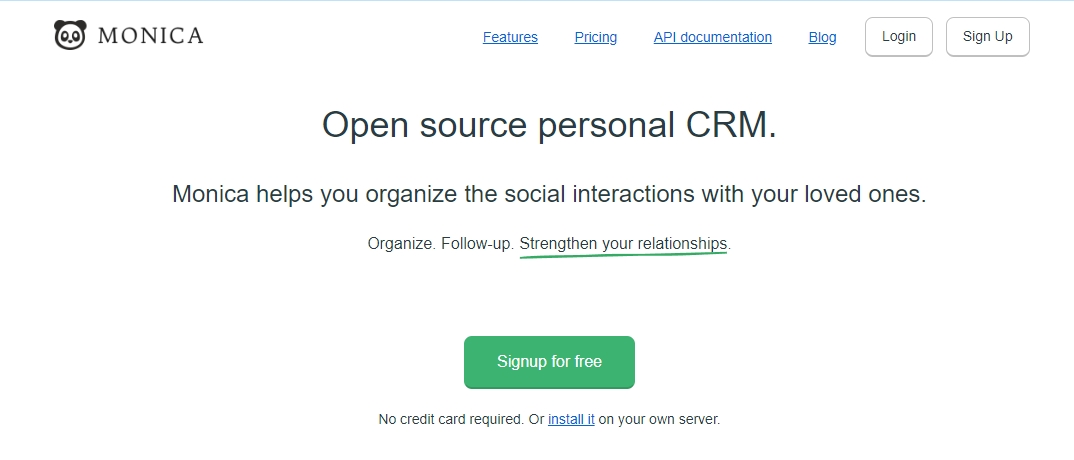 MONICA Features Pricing API documentation Blog Login Sign Up
Open source personal CRM.
Monica helps you organize the social interactions with your loved ones.
Organize. Follow-up. Strengthen your relationships.
Signup for free
No credit card required. Or install it on your own server.